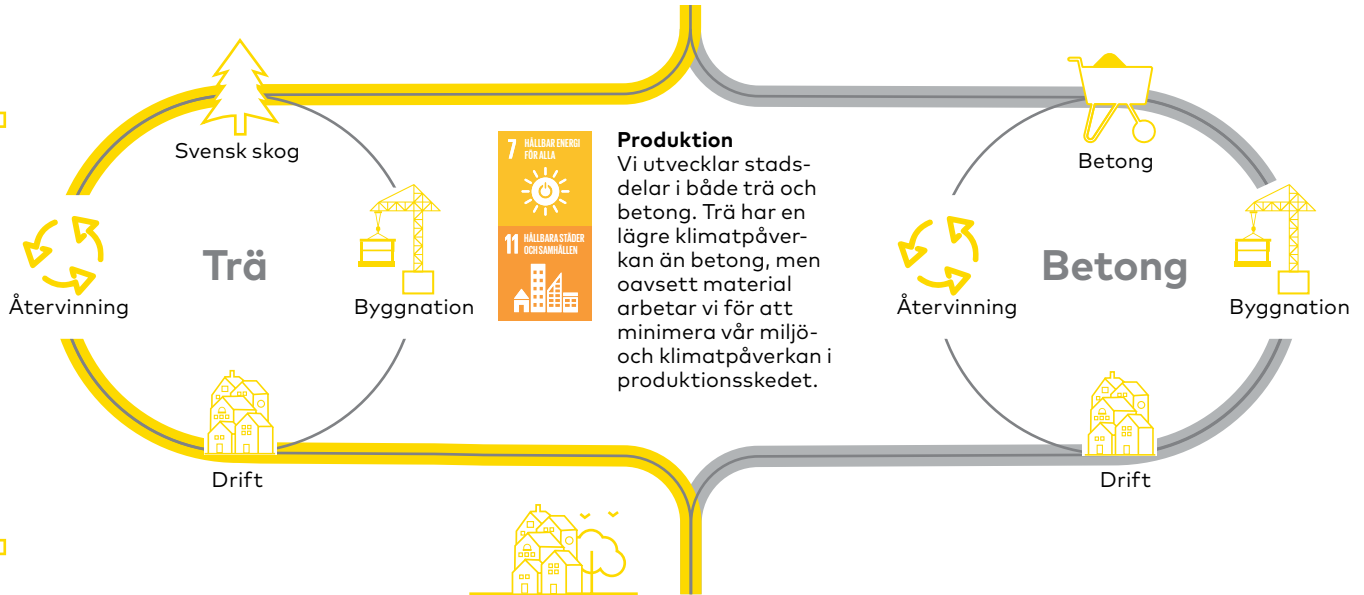 Svensk skog
Återvinning
Trä
Byggnation
Drift
7 HÅLLBAR ENERGI
FÖR ALLA
11 HÅLLBARA STÄDER
OCH SAMHÄLLEN
Produktion
Vi utvecklar stads-
delar i både trä och
betong. Trä har en
lägre klimatpåver-
kan än betong, men
oavsett material
arbetar vi för att
minimera vår miljö-
och klimatpåverkan i
produktionsskedet.
Betong
Återvinning
Betong
Byggnation
Drift